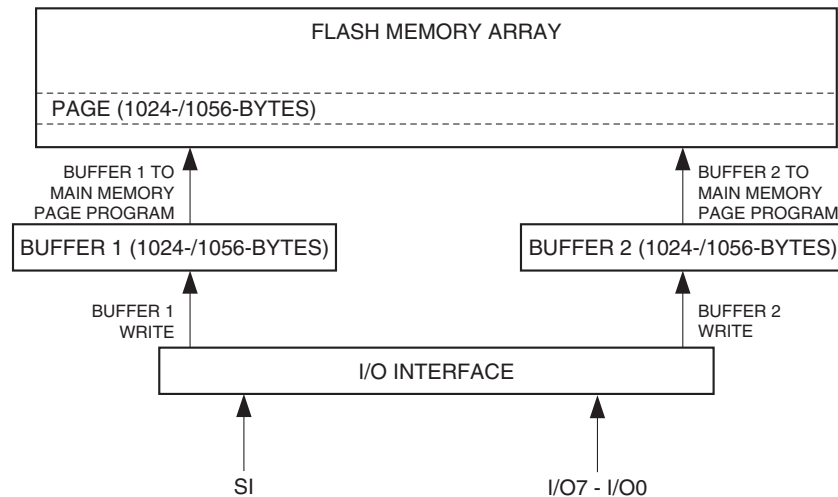 FLASH MEMORY ARRAY
PAGE (1024-/1056-BYTES)
BUFFER 1 TO
MAIN MEMORY
PAGE PROGRAM
BUFFER 2 TO
MAIN MEMORY
PAGE PROGRAM
BUFFER 1 (1024-/1056-BYTES)
BUFFER 2 (1024-/1056-BYTES)
BUFFER 1
WRITE
BUFFER 2
WRITE
I/O INTERFACE
SI
I/O7 - I/O0